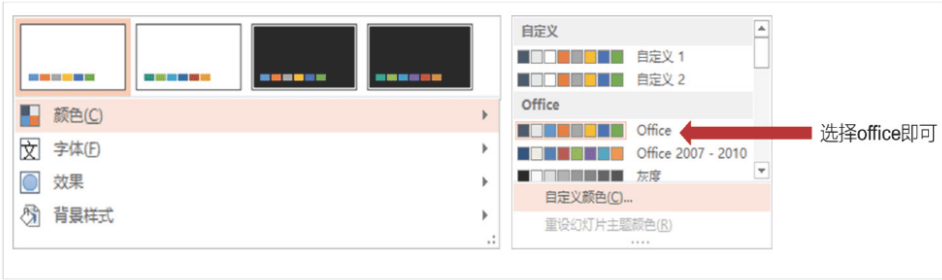 颜色(C)
字体(F)
效果
背景样式
自定义
自定义 1
自定义 2
Office
Office
Office 2007 - 2010
灰度
自定义颜色(C)...
重设幻灯片主题颜色(R)
选择office即可